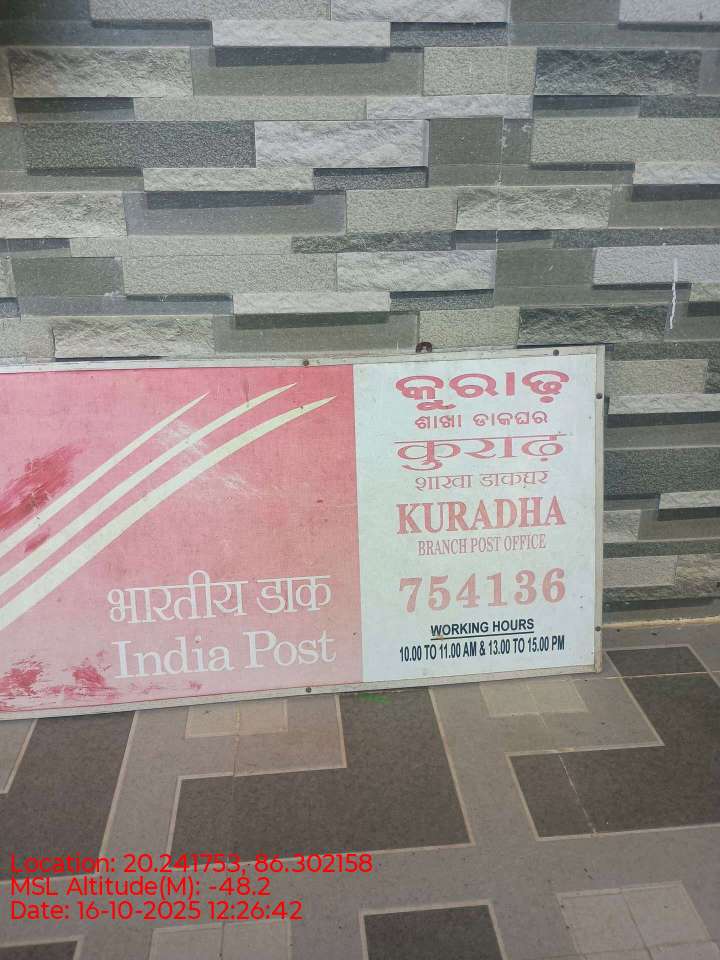 भारतीय डाक
India Post
କୁରାଢ଼
ଶାଖା ଡାକଘର
कुराढ़
शाखा डाकघर
KURADHA
BRANCH POST OFFICE
754136
WORKING HOURS
10.00 TO 11.00 AM & 13.00 TO 15.00 PM
Location: 20.241753, 86.302158
MSL Altitude(M): -48.2
Date: 16-10-2025 12:26:42